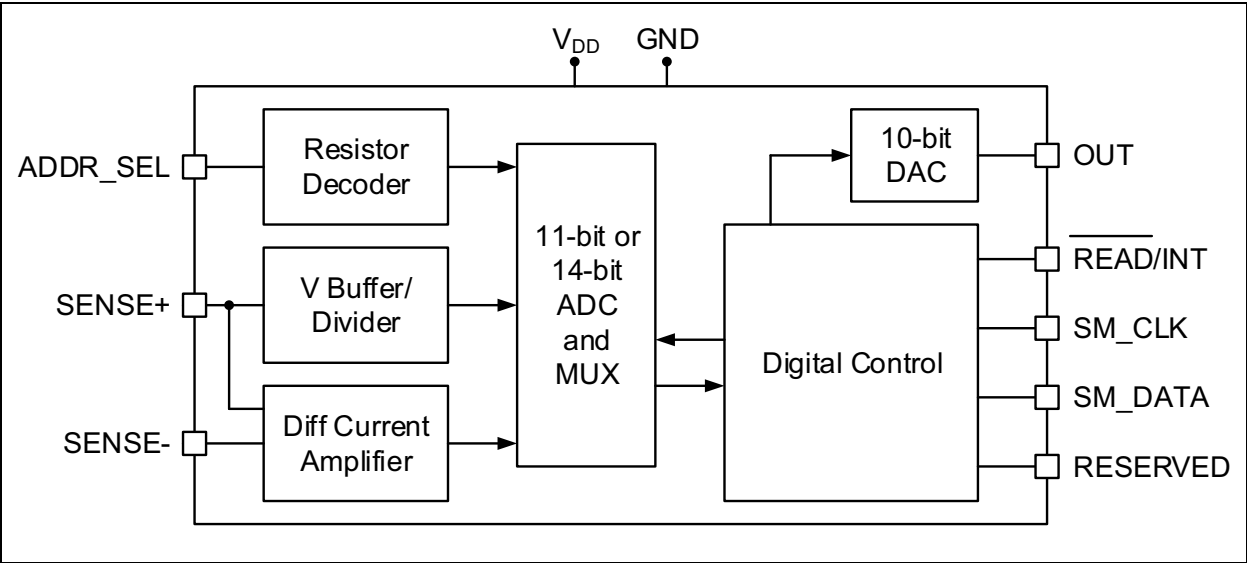 V_DD GND
ADDR_SEL
Resistor
Decoder
10-bit
DAC
OUT
11-bit or
14-bit
ADC
and
MUX
SENSE+
V Buffer/
Divider
SENSE-
Diff Current
Amplifier
Digital Control
READ/INT
SM_CLK
SM_DATA
RESERVED